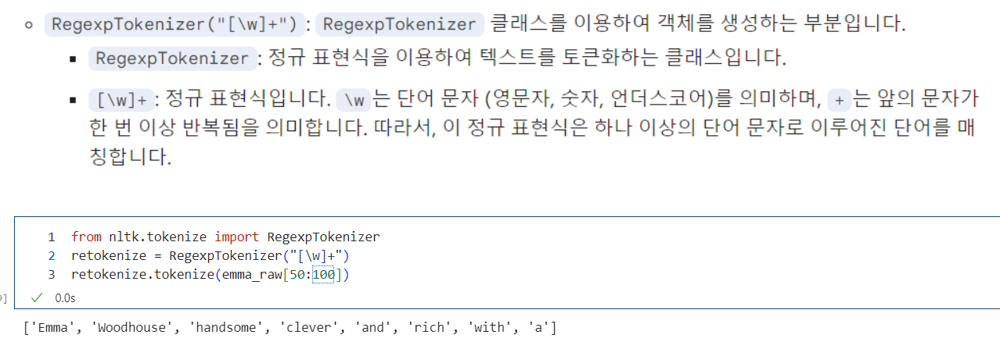 RegexpTokenizer("[\w]+") : RegexpTokenizer 클래스를 이용하여 객체를 생성하는 부분입니다.
RegexpTokenizer : 정규 표현식을 이용하여 텍스트를 토큰화하는 클래스입니다.
[\w]+ : 정규 표현식입니다. \w 는 단어 문자 (영문자, 숫자, 언더스코어)를 의미하며, + 는 앞의 문자가
한 번 이상 반복됨을 의미합니다. 따라서, 이 정규 표현식은 하나 이상의 단어 문자로 이루어진 단어를 매
칭합니다.
1 from nltk.tokenize import RegexpTokenizer
2 retokenize = RegexpTokenizer("[\w]+")
3 retokenize.tokenize(emma_raw[50:100])
] ✓ 0.0s
['Emma', 'Woodhouse', 'handsome', 'clever', 'and', 'rich', 'with', 'a']